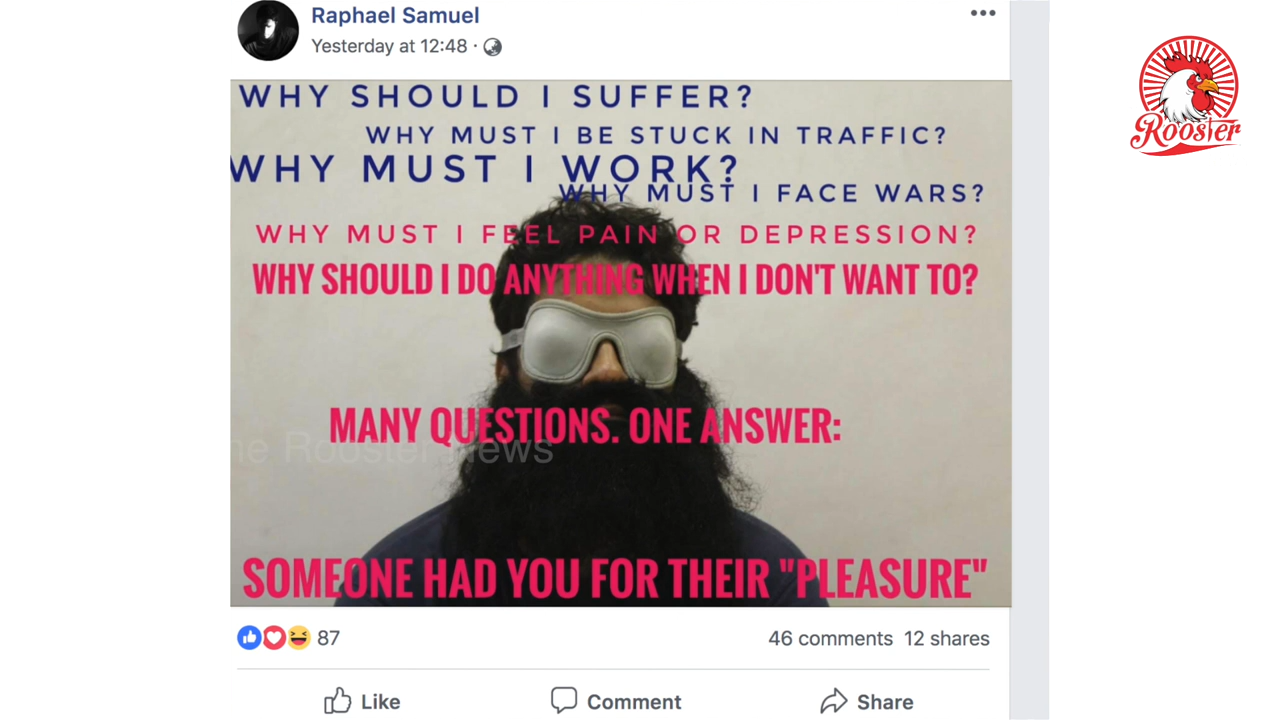 Raphael Samuel
Yesterday at 12:48 ·
Rooster
WHY SHOULD I SUFFER?
WHY MUST I BE STUCK IN TRAFFIC?
WHY MUST I WORK?
WHY MUST I FACE WARS?
WHY MUST I FEEL PAIN OR DEPRESSION?
WHY SHOULD I DO ANYTHING WHEN I DON'T WANT TO?
MANY QUESTIONS. ONE ANSWER:
he Rooster News
SOMEONE HAD YOU FOR THEIR "PLEASURE"
87
46 comments 12 shares
Like Comment Share